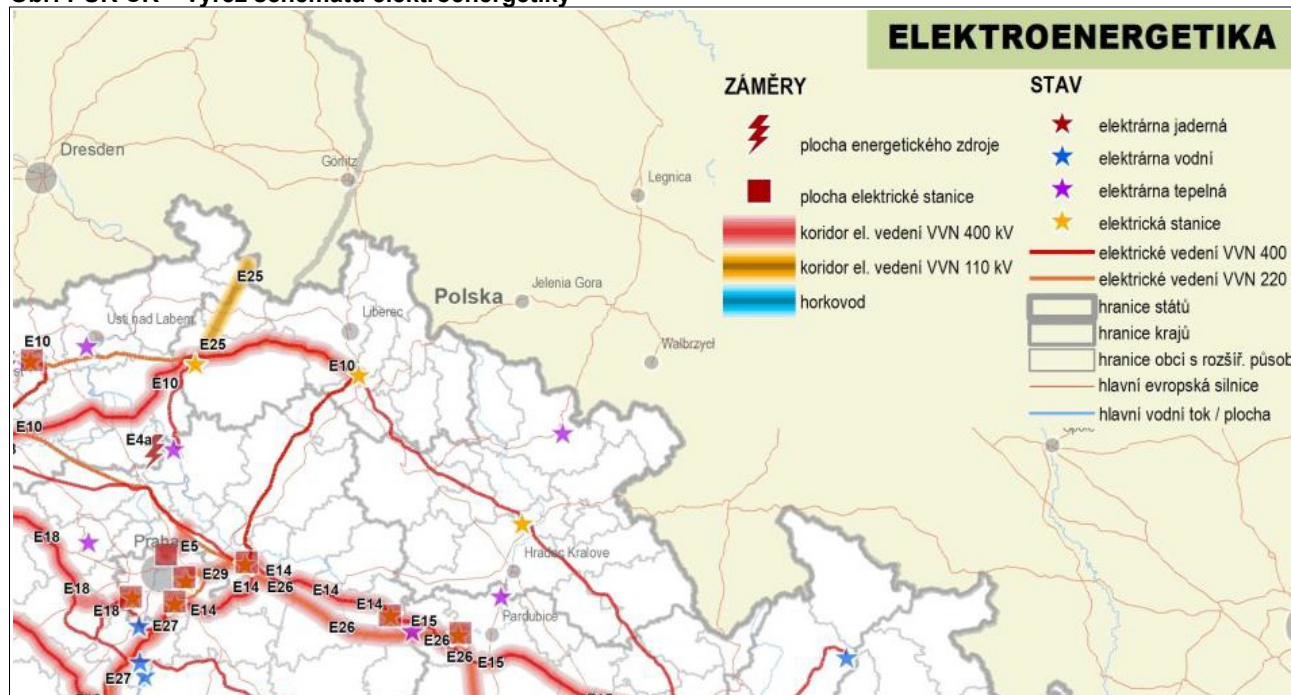 ELEKTROENERGETIKA
ZÁMĚRY
plocha energetického zdroje
plocha elektrické stanice
koridor el. vedení VVN 400 kV
koridor el. vedení VVN 110 kV
horkovod
STAV
elektrárna jaderná
elektrárna vodní
elektrárna tepelná
elektrická stanice
elektrické vedení VVN 400
elektrické vedení VVN 220
hranice států
hranice krajů
hranice obcí s rozšíř. působ
hlavní evropská silnice
hlavní vodní tok / plocha
Dresden
Görlitz
Legnica
E25
Polska
Jelenia Gora
Usti nad Labem
Liberec
E10
E25
Walbrzych
E10
E10
E10
E4a
E18
Praha
E5
Hradec Kralove
E29
E14
E18
E14
E26
E14
E18
E14
E14
E15
Pardubice
E27
E26
E26
E26
E15
E27